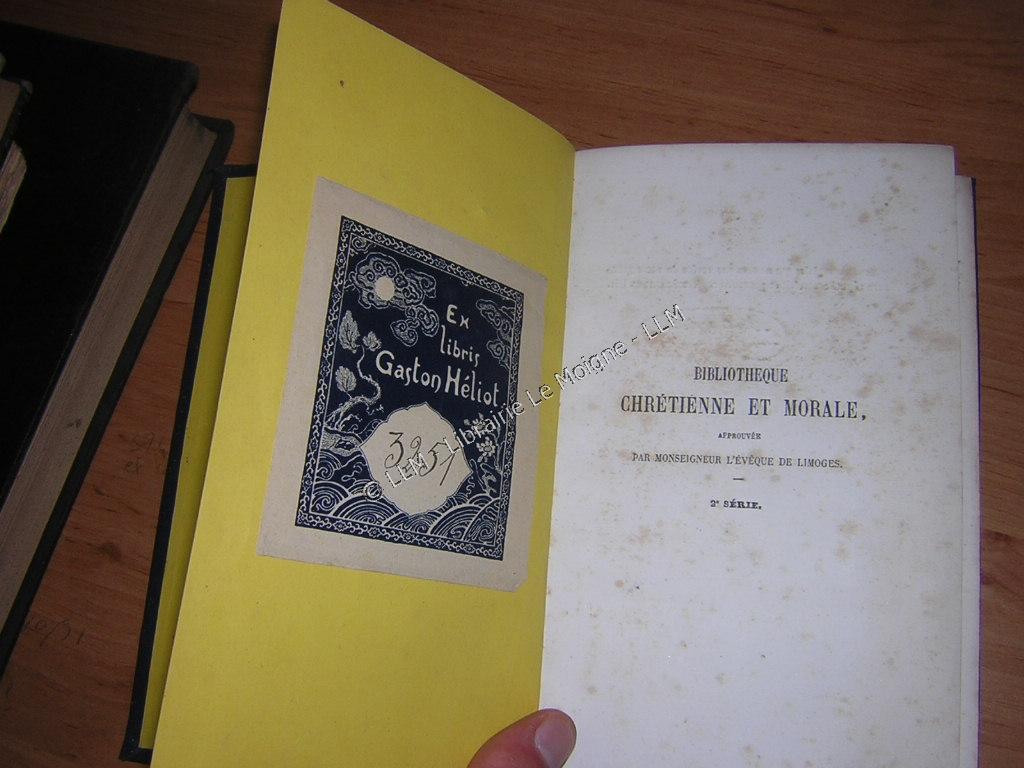 Ex
libris
Gaston Héliot
3251
BIBLIOTHEQUE
CHRÉTIENNE ET MORALE,
APPROUVÉE
PAR MONSEIGNEUR L'ÉVÊQUE DE LIMOGES.
2e SÉRIE.
© LLM - Librairie Le Moigne - LLM